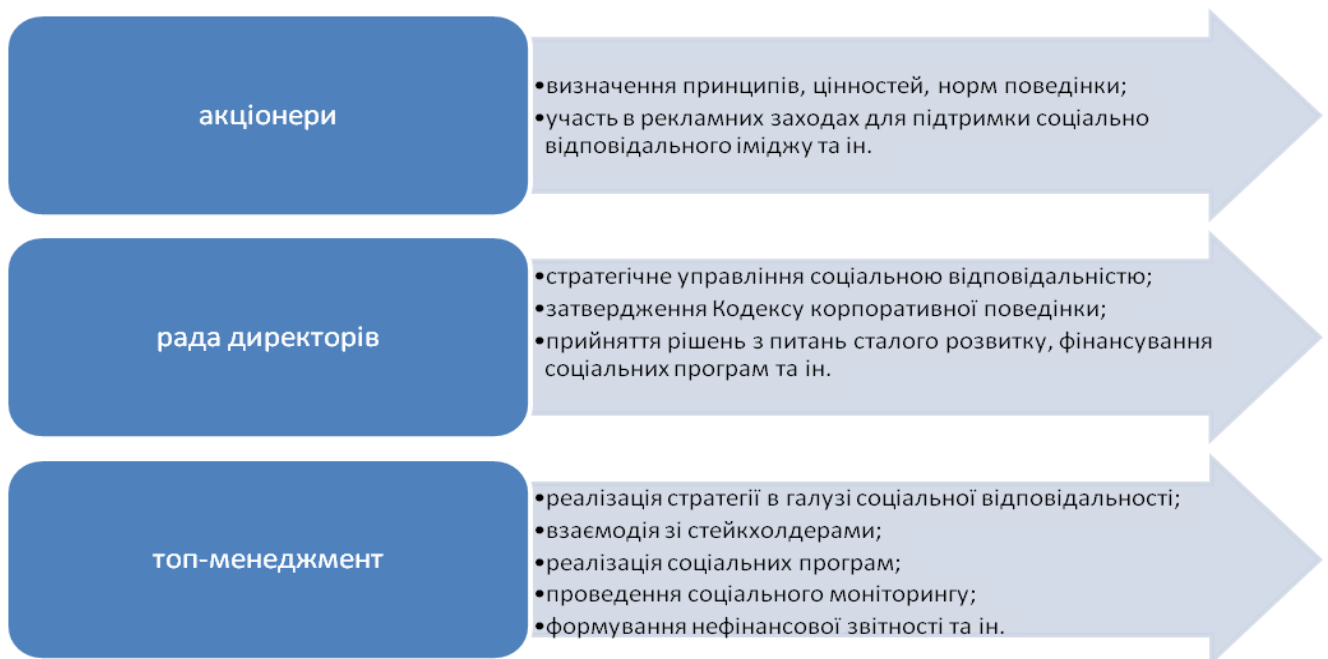 акціонери
•визначення принципів, цінностей, норм поведінки;
•участь в рекламних заходах для підтримки соціально
відповідального іміджу та ін.
рада директорів
•стратегічне управління соціальною відповідальністю;
•затвердження Кодексу корпоративної поведінки;
•прийняття рішень з питань сталого розвитку, фінансування
соціальних програм та ін.
топ-менеджмент
•реалізація стратегії в галузі соціальної відповідальності;
•взаємодія зі стейкхолдерами;
•реалізація соціальних програм;
•проведення соціального моніторингу;
•формування нефінансової звітності та ін.